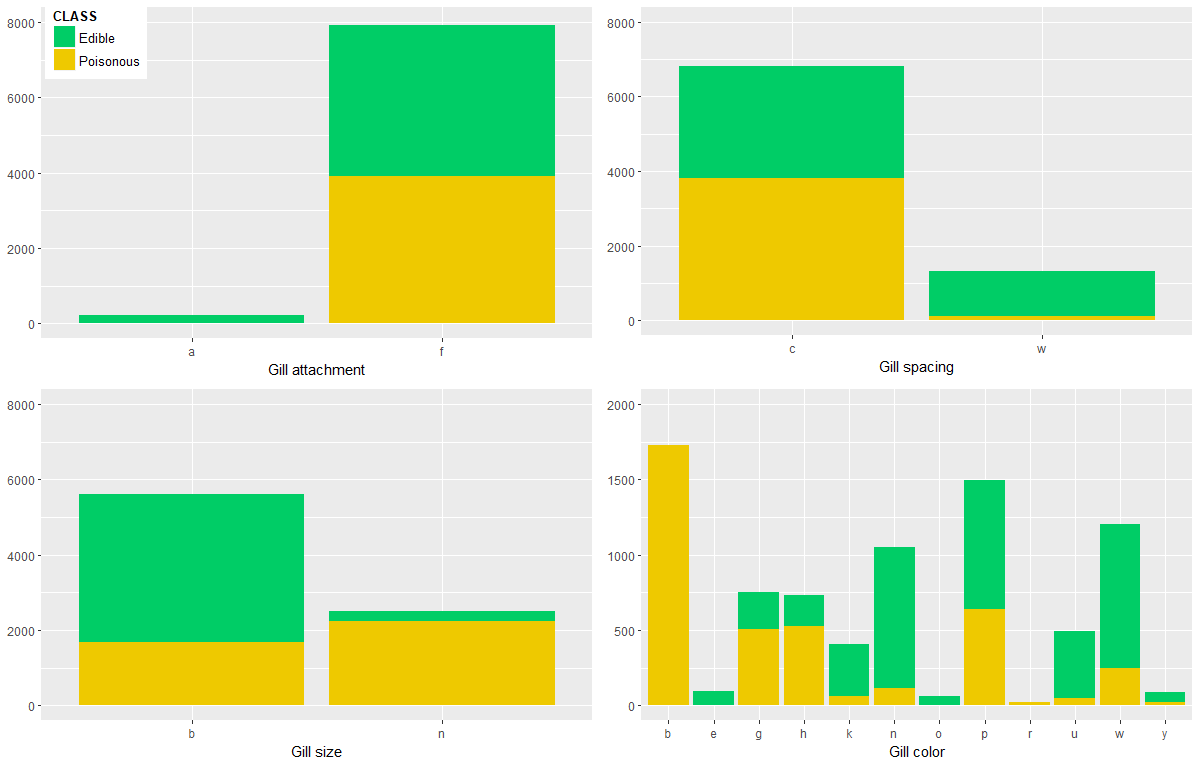 CLASS
Edible
Poisonous
8000
6000
4000
2000
0
a f
Gill attachment
8000
6000
4000
2000
0
c w
Gill spacing
8000
6000
4000
2000
0
b n
Gill size
2000
1500
1000
500
0
b e g h k n o p r u w y
Gill color